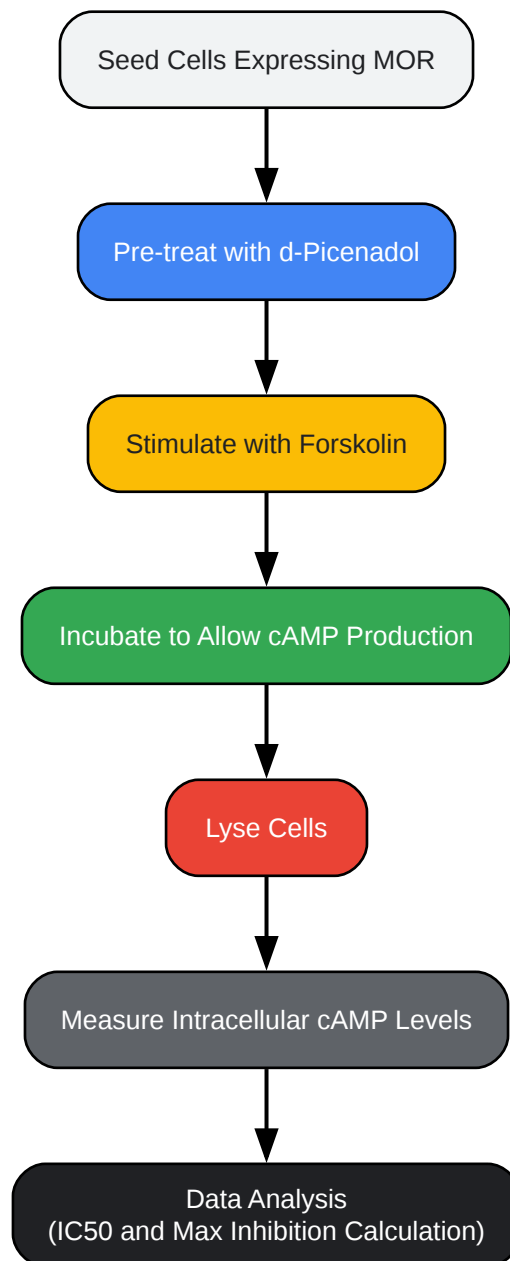 Seed Cells Expressing MOR
Pre-treat with d-Picenadol
Stimulate with Forskolin
Incubate to Allow cAMP Production
Lyse Cells
Measure Intracellular cAMP Levels
Data Analysis
(IC50 and Max Inhibition Calculation)